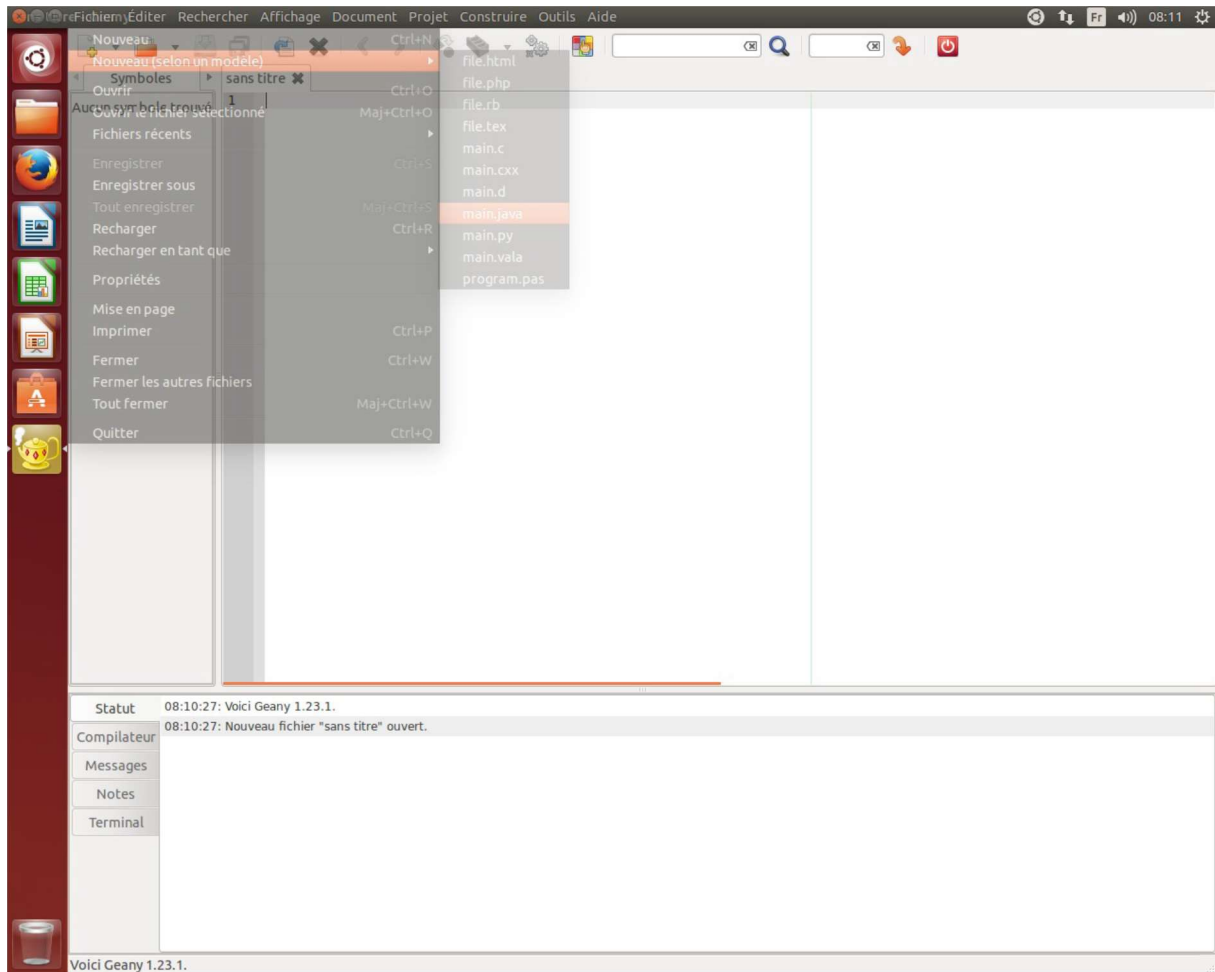 Fichier Éditer Rechercher Affichage Document Projet Construire Outils Aide
Fr 08:11
Nouveau Ctrl+N
Nouveau (selon un modèle)
Ouvrir Ctrl+O
Ouvrir le fichier sélectionné Maj+Ctrl+O
Fichiers récents
Enregistrer Ctrl+S
Enregistrer sous
Tout enregistrer Maj+Ctrl+S
Recharger Ctrl+R
Recharger en tant que
Propriétés
Mise en page
Imprimer Ctrl+P
Fermer Ctrl+W
Fermer les autres fichiers
Tout fermer Maj+Ctrl+W
Quitter Ctrl+Q
file.html
file.php
file.rb
file.tex
main.c
main.cxx
main.d
main.java
main.py
main.vala
program.pas
Symboles
sans titre
Aucun symbole trouvé
1
Statut
Compilateur
Messages
Notes
Terminal
08:10:27: Voici Geany 1.23.1.
08:10:27: Nouveau fichier "sans titre" ouvert.
Voici Geany 1.23.1.